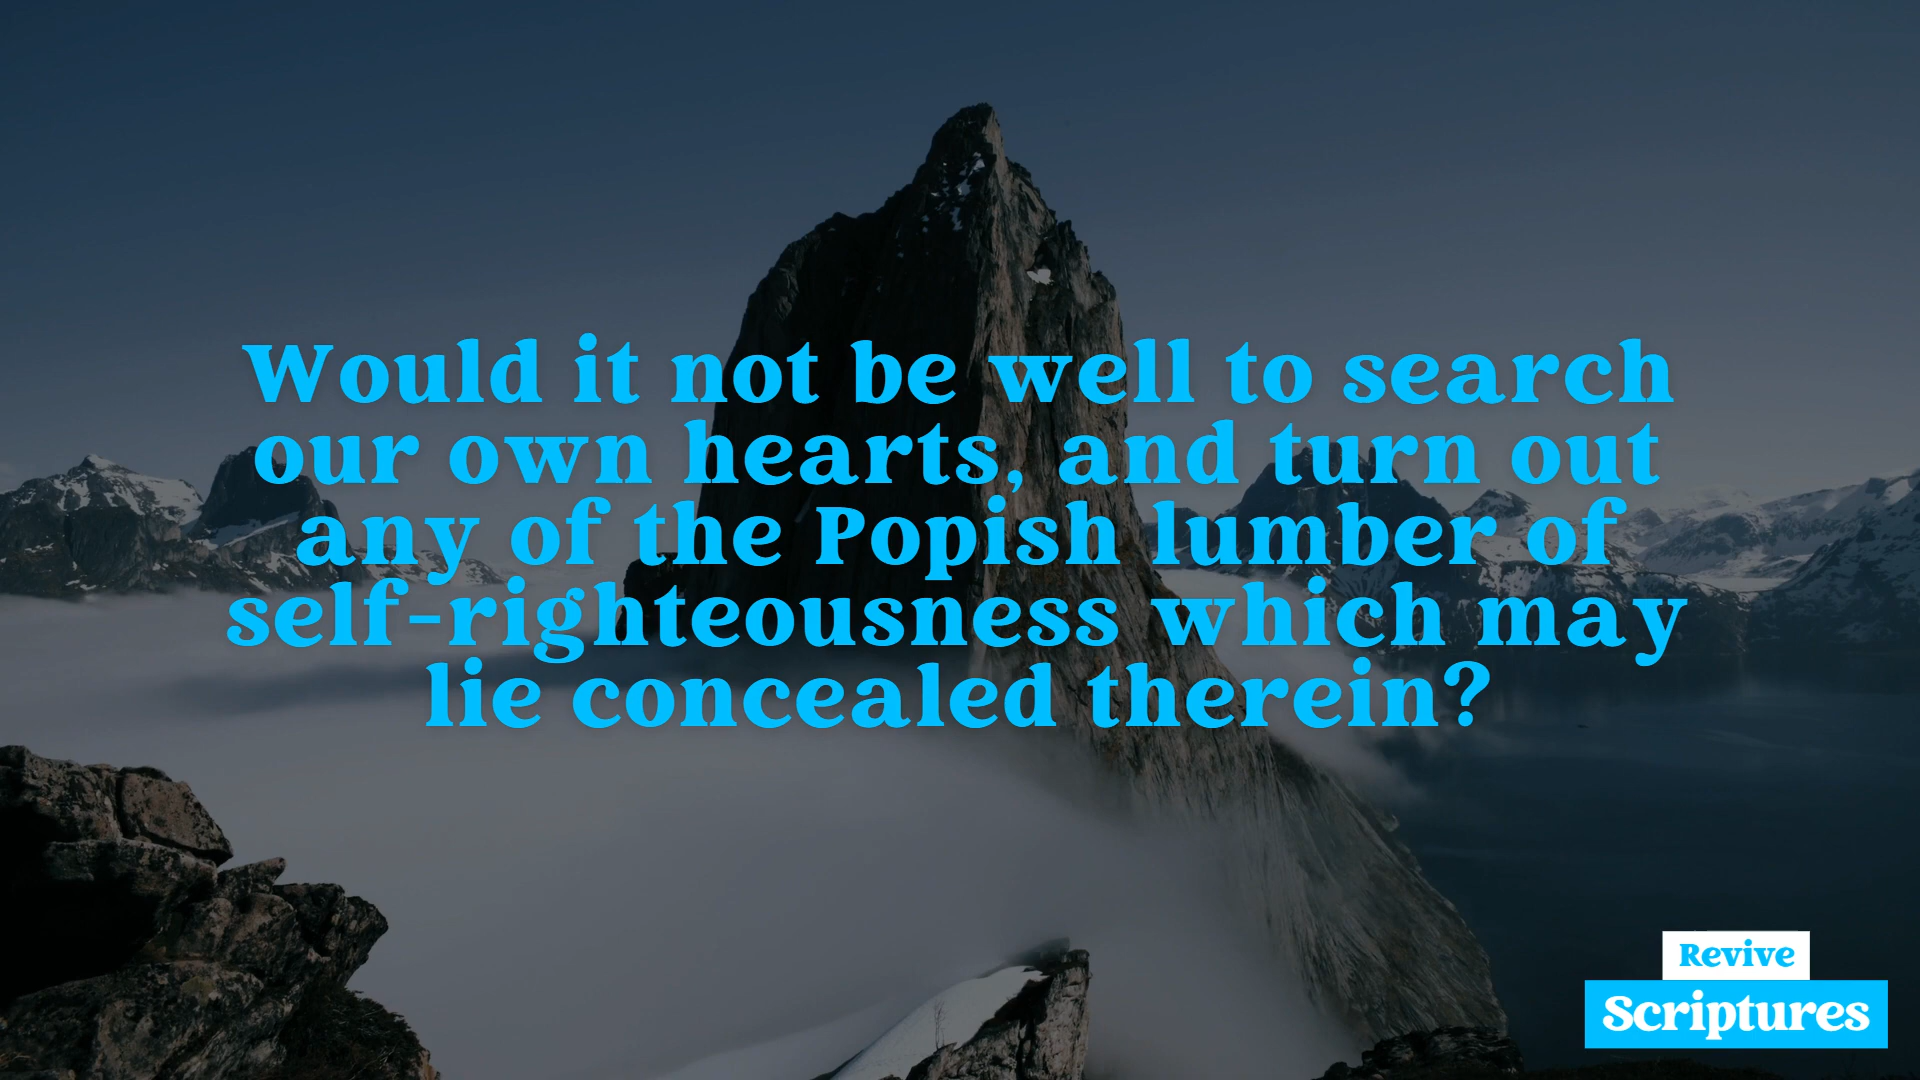 Would it not be well to search
our own hearts, and turn out
any of the Popish lumber of
self-righteousness which may
lie concealed therein?
Revive
Scriptures